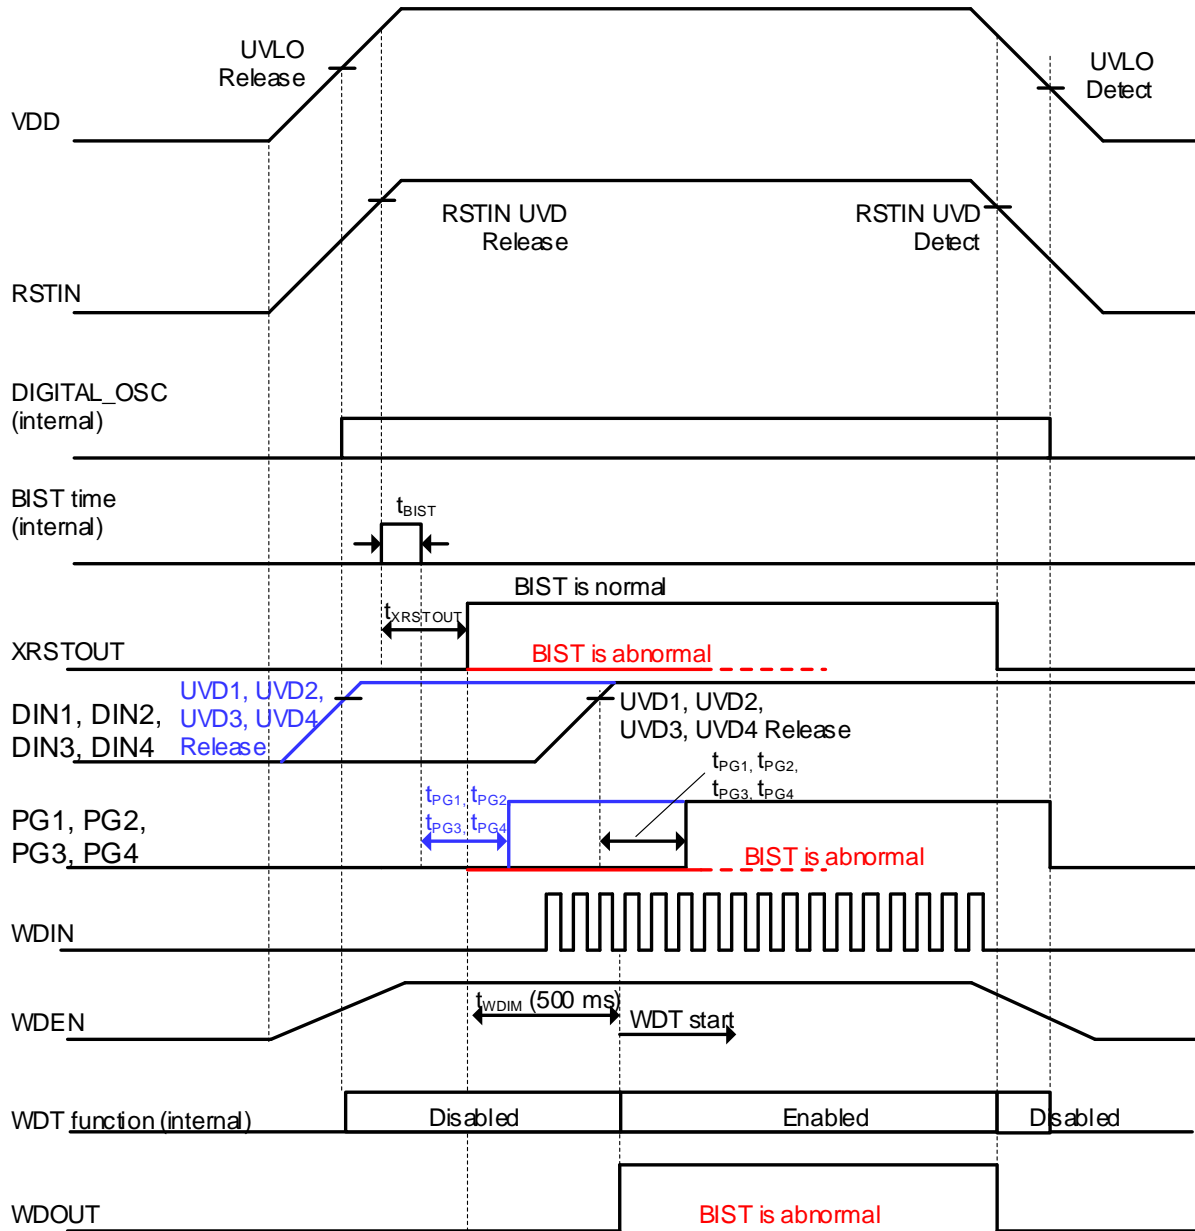 UVLO
Release
UVLO
Detect
VDD
RSTIN UVD
Release
RSTIN UVD
Detect
RSTIN
DIGITAL_OSC
(internal)
BIST time
(internal)
tBIST
BIST is normal
tXRSTOUT
XRSTOUT
BIST is abnormal
UVD1, UVD2,
UVD3, UVD4
Release
DIN1, DIN2,
DIN3, DIN4
UVD1, UVD2,
UVD3, UVD4 Release
tPG1, tPG2,
tPG3, tPG4
tPG1, tPG2
tPG3, tPG4
PG1, PG2,
PG3, PG4
BIST is abnormal
WDIN
tWDIM (500 ms)
WDEN
WDT start
WDT function (internal)
Disabled
Enabled
Disabled
WDOUT
BIST is abnormal